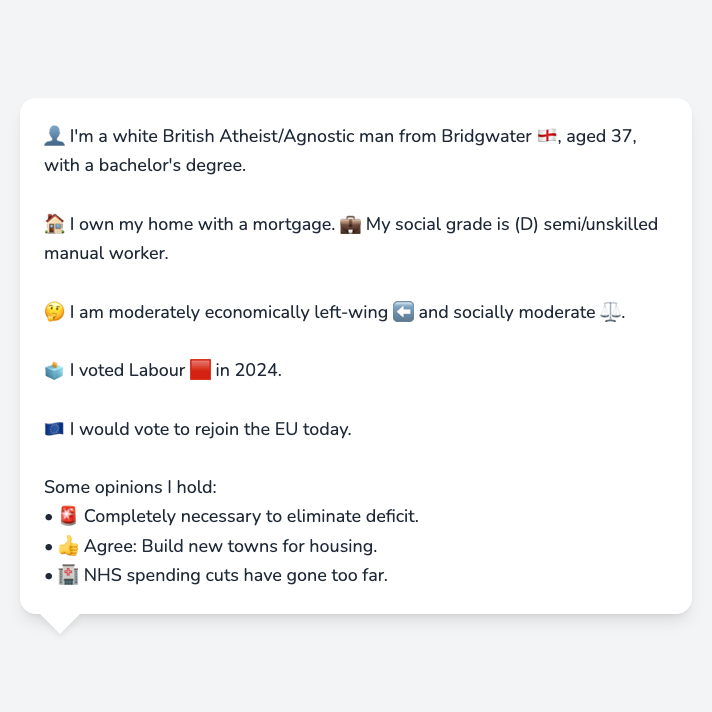 👤 I'm a white British Atheist/Agnostic man from Bridgwater 🏴󠁧󠁢󠁥󠁮󠁧󠁿, aged 37,
with a bachelor's degree.
🏠 I own my home with a mortgage. 💼 My social grade is (D) semi/unskilled
manual worker.
🤔 I am moderately economically left-wing ⬅️ and socially moderate ⚖️.
🗳️ I voted Labour 🟥 in 2024.
🇪🇺 I would vote to rejoin the EU today.
Some opinions I hold:
• 🚨 Completely necessary to eliminate deficit.
• 👍 Agree: Build new towns for housing.
• 🏥 NHS spending cuts have gone too far.